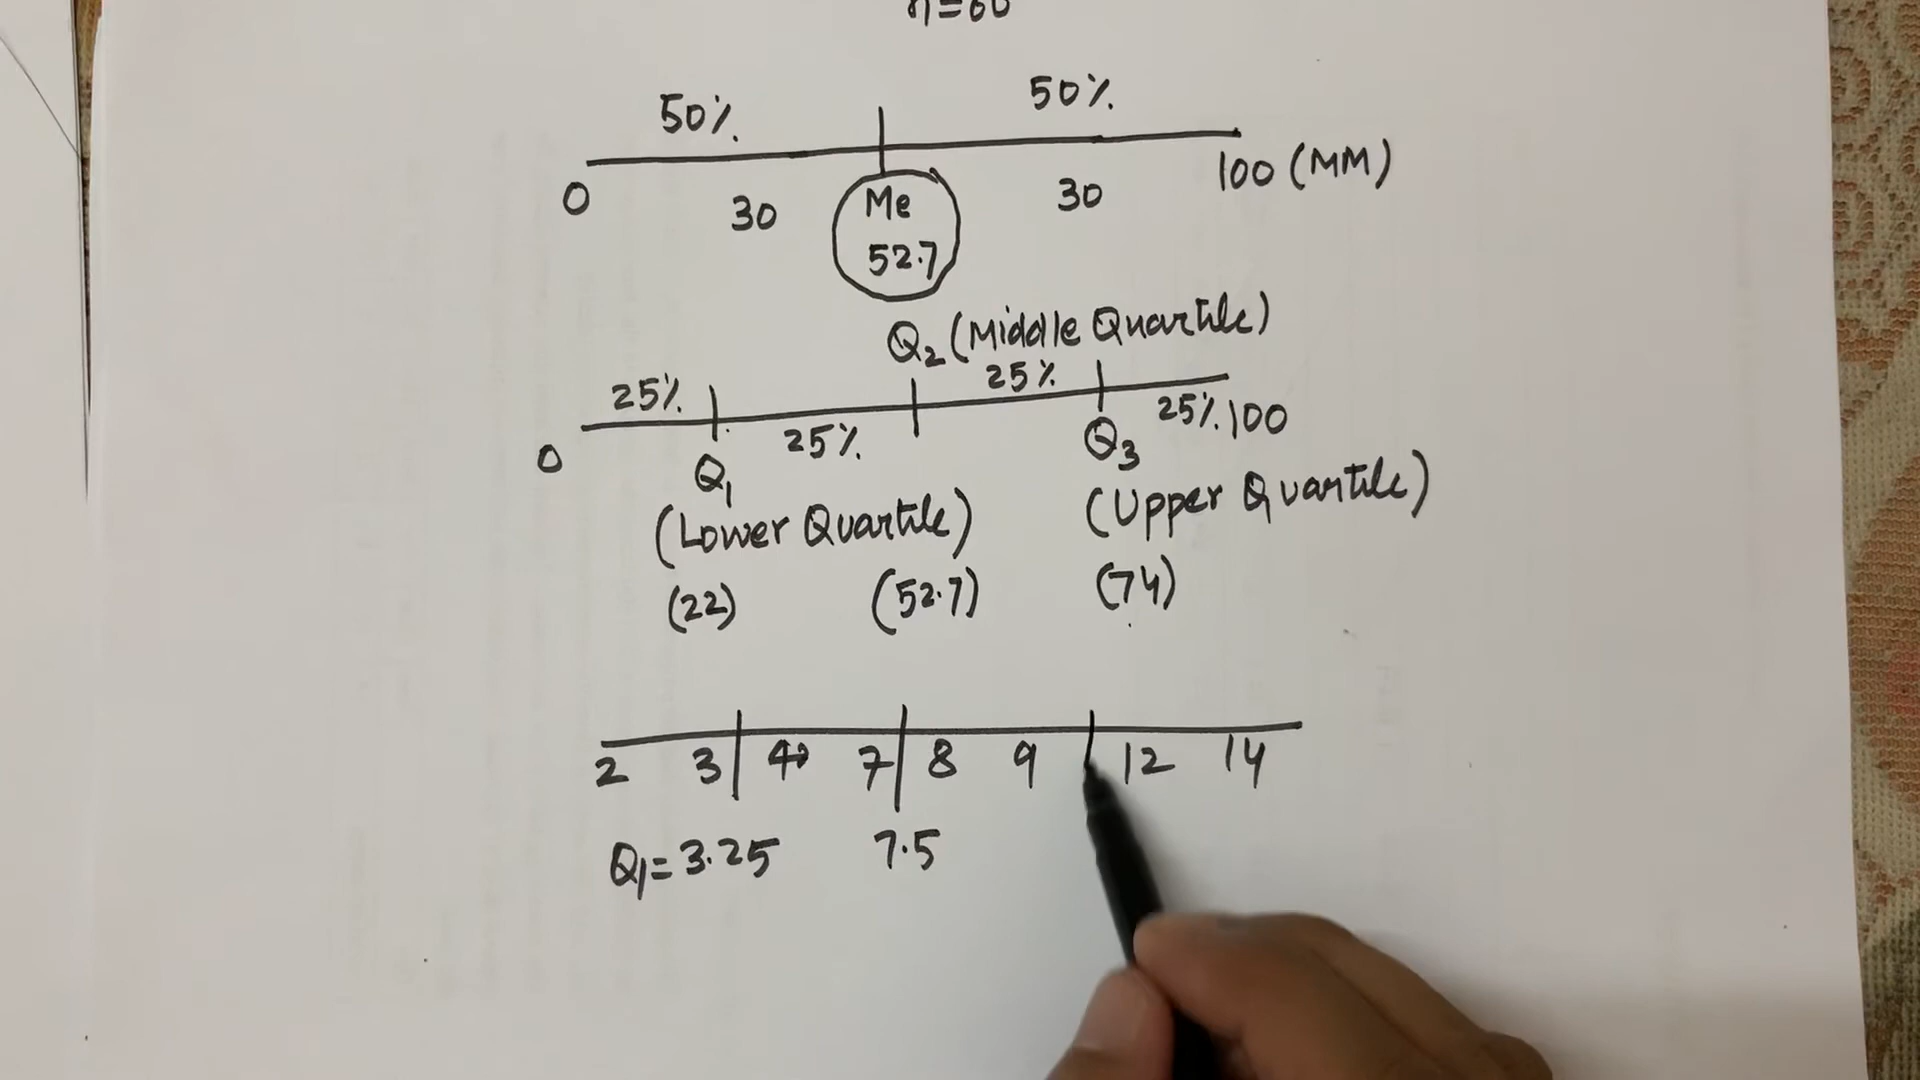 n=60
50% 50%
0 30 Me 30 100 (MM)
52.7
Q2 (Middle Quartile)
25% 25% 25% 25% 100
0 Q1 Q3
(Lower Quartile) (Upper Quartile)
(22) (52.7) (74)
2 3 4 7 8 9 12 14
Q1=3.25 7.5